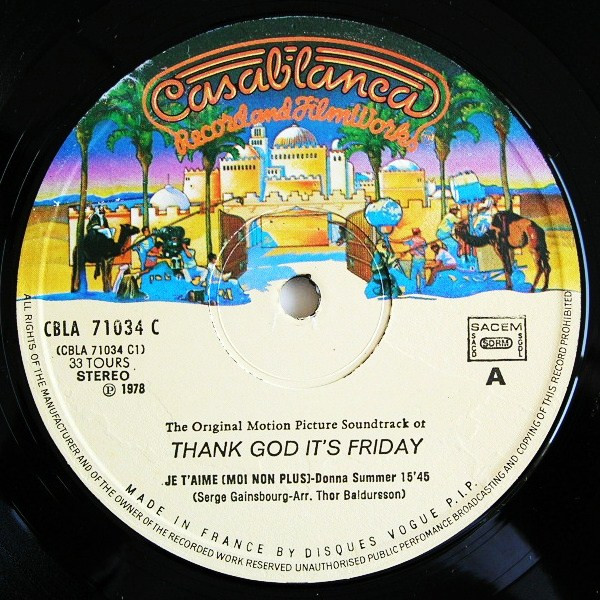 Casablanca
Record and FilmWorks
CBLA 71034 C
(CBLA 71034 C1)
33 TOURS
STEREO
Ⓟ 1978
SACEM
SACD
SDRM
SGDL
A
The Original Motion Picture Soundtrack of
THANK GOD IT'S FRIDAY
JE T'AIME (MOI NON PLUS)-Donna Summer 15'45
(Serge Gainsbourg-Arr. Thor Baldursson)
MADE IN FRANCE BY DISQUES VOGUE P.I.P.
ALL RIGHTS OF THE MANUFACTURER AND OF THE OWNER OF THE RECORDED WORK RESERVED UNAUTHORISED PUBLIC PERFOMANCE BROADCASTING AND COPYING OF THIS RECORD PROHIBITED